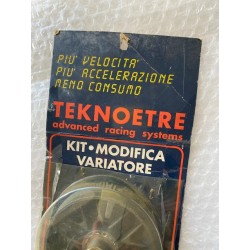 PIU' VELOCITA'
PIU' ACCELERAZIONE
MENO CONSUMO
TEKNOETRE
advanced racing systems
KIT•MODIFICA
VARIATORE